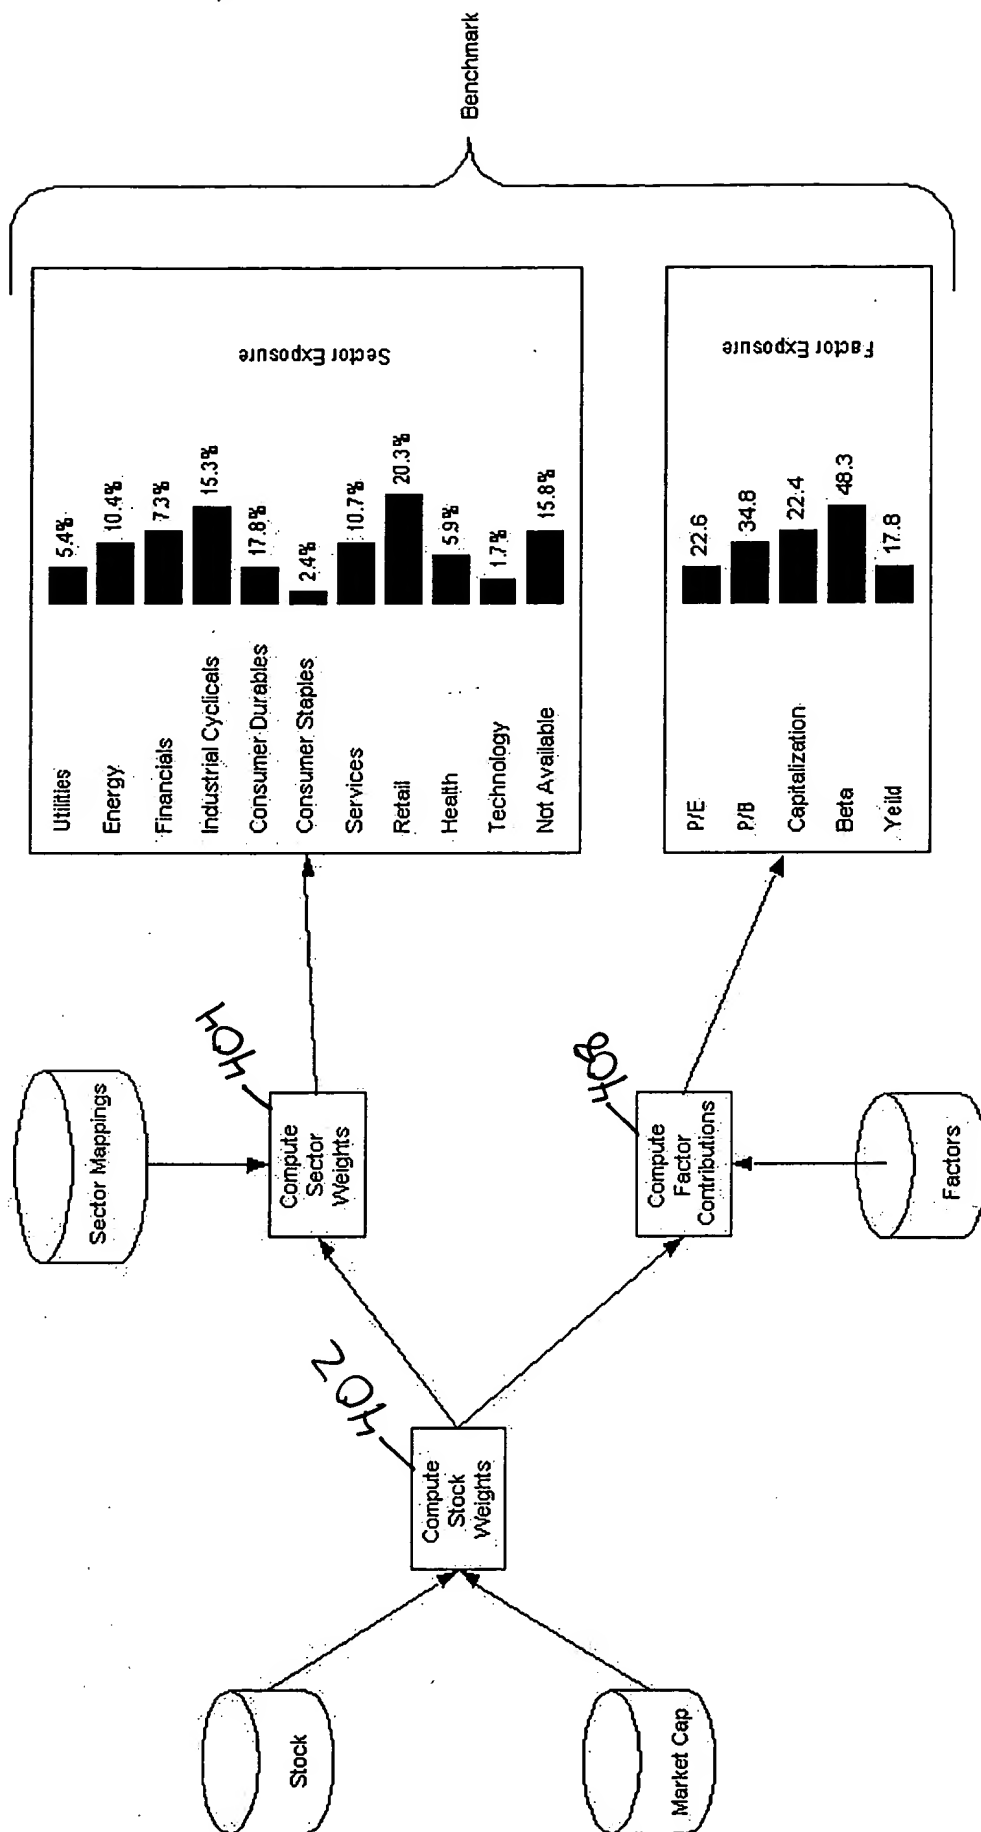 Stock
Market Cap
Compute
Stock
Weights
402
Sector Mappings
Compute
Sector
Weights
404
Compute
Factor
Contributions
408
Factors
Utilities 5.4%
Energy 10.4%
Financials 7.3%
Industrial Cyclicals 15.3%
Consumer Durables 17.8%
Consumer Staples 2.4%
Services 10.7%
Retail 20.3%
Health 5.9%
Technology 1.7%
Not Available 15.8%
Sector Exposure
P/E 22.6
P/B 34.8
Capitalization 22.4
Beta 48.3
Yeild 17.8
Factor Exposure
Benchmark